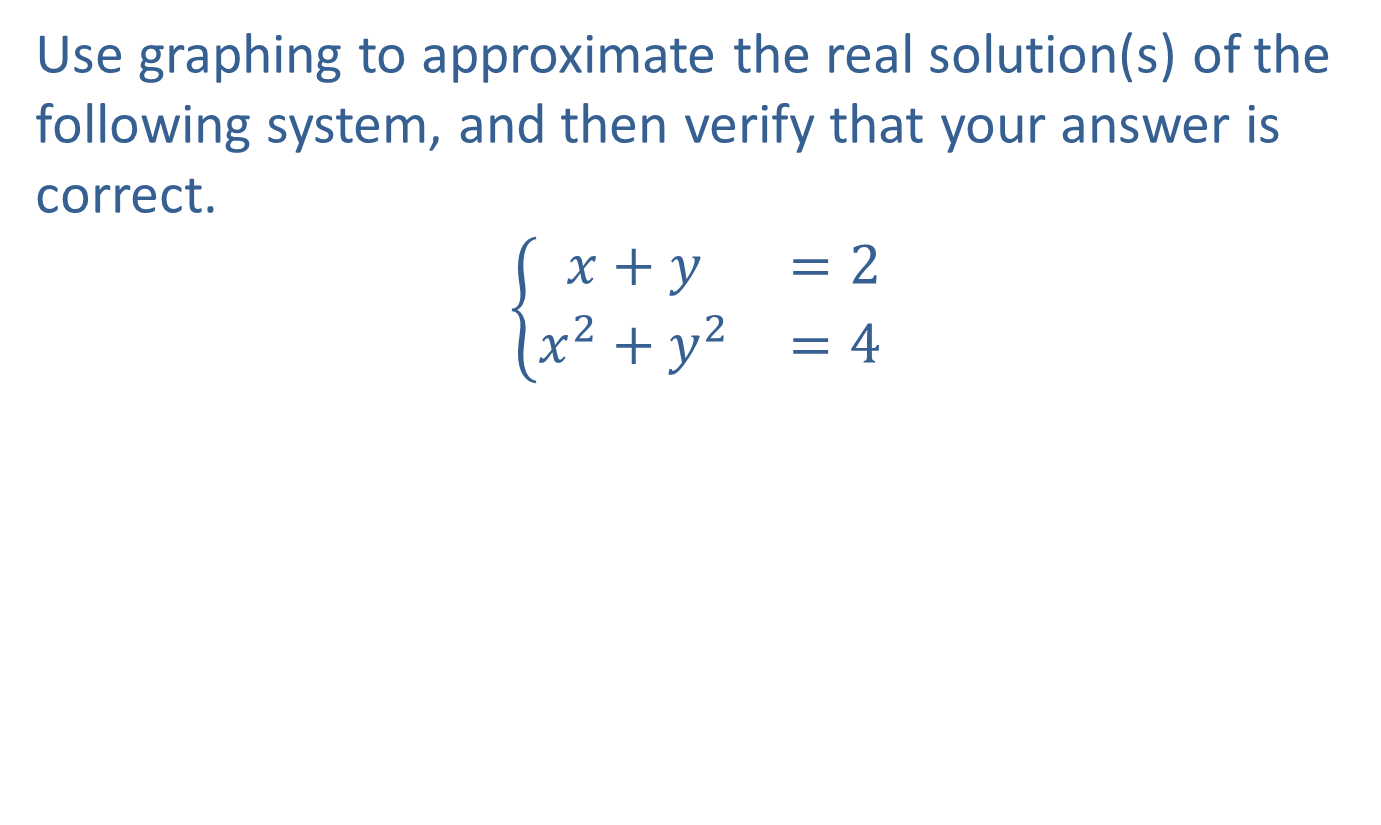 Use graphing to approximate the real solution(s) of the
following system, and then verify that your answer is
correct.
x + y = 2
x² + y² = 4